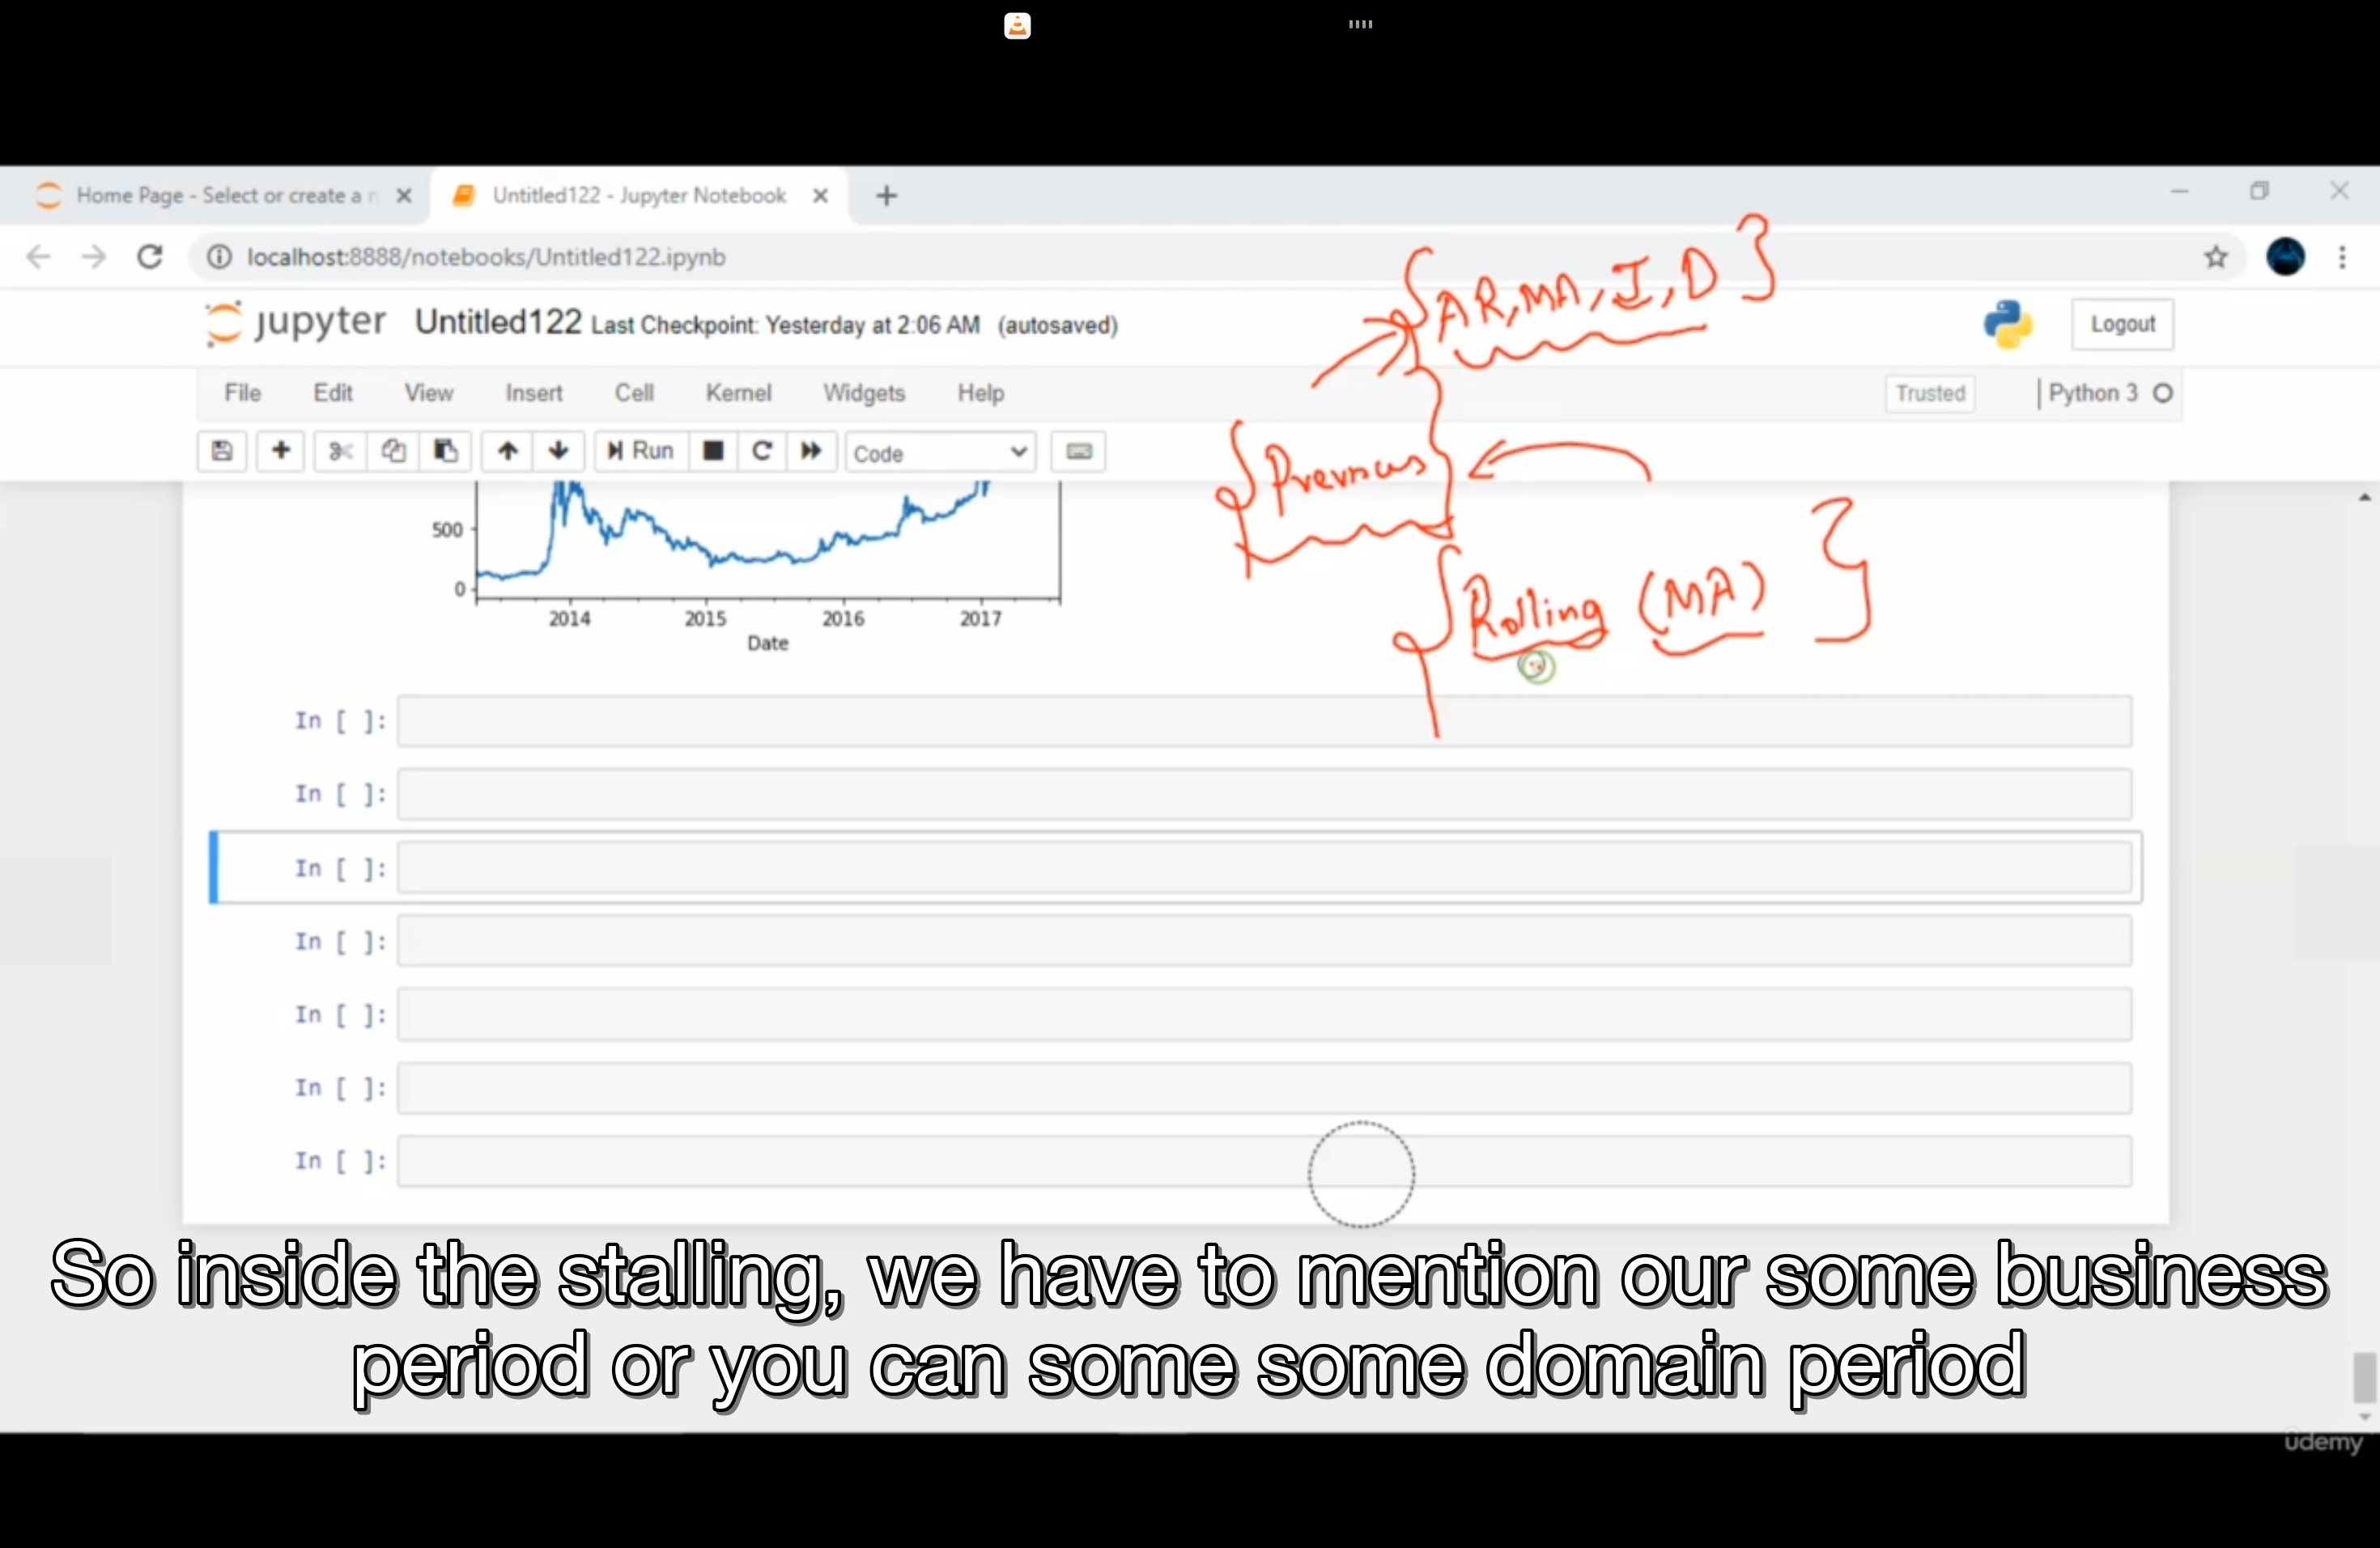 Home Page - Select or create a n
Untitled122 - Jupyter Notebook
localhost:8888/notebooks/Untitled122.ipynb
{AR, MA, I, D}
jupyter Untitled122 Last Checkpoint: Yesterday at 2:06 AM (autosaved)
Logout
File Edit View Insert Cell Kernel Widgets Help
Trusted
Python 3
Run
Code
{Previous}
500
0
2014 2015 2016 2017
Date
{Rolling (MA)}
In [ ]:
In [ ]:
In [ ]:
In [ ]:
In [ ]:
In [ ]:
In [ ]:
So inside the stalling, we have to mention our some business
period or you can some some domain period
ûdemy